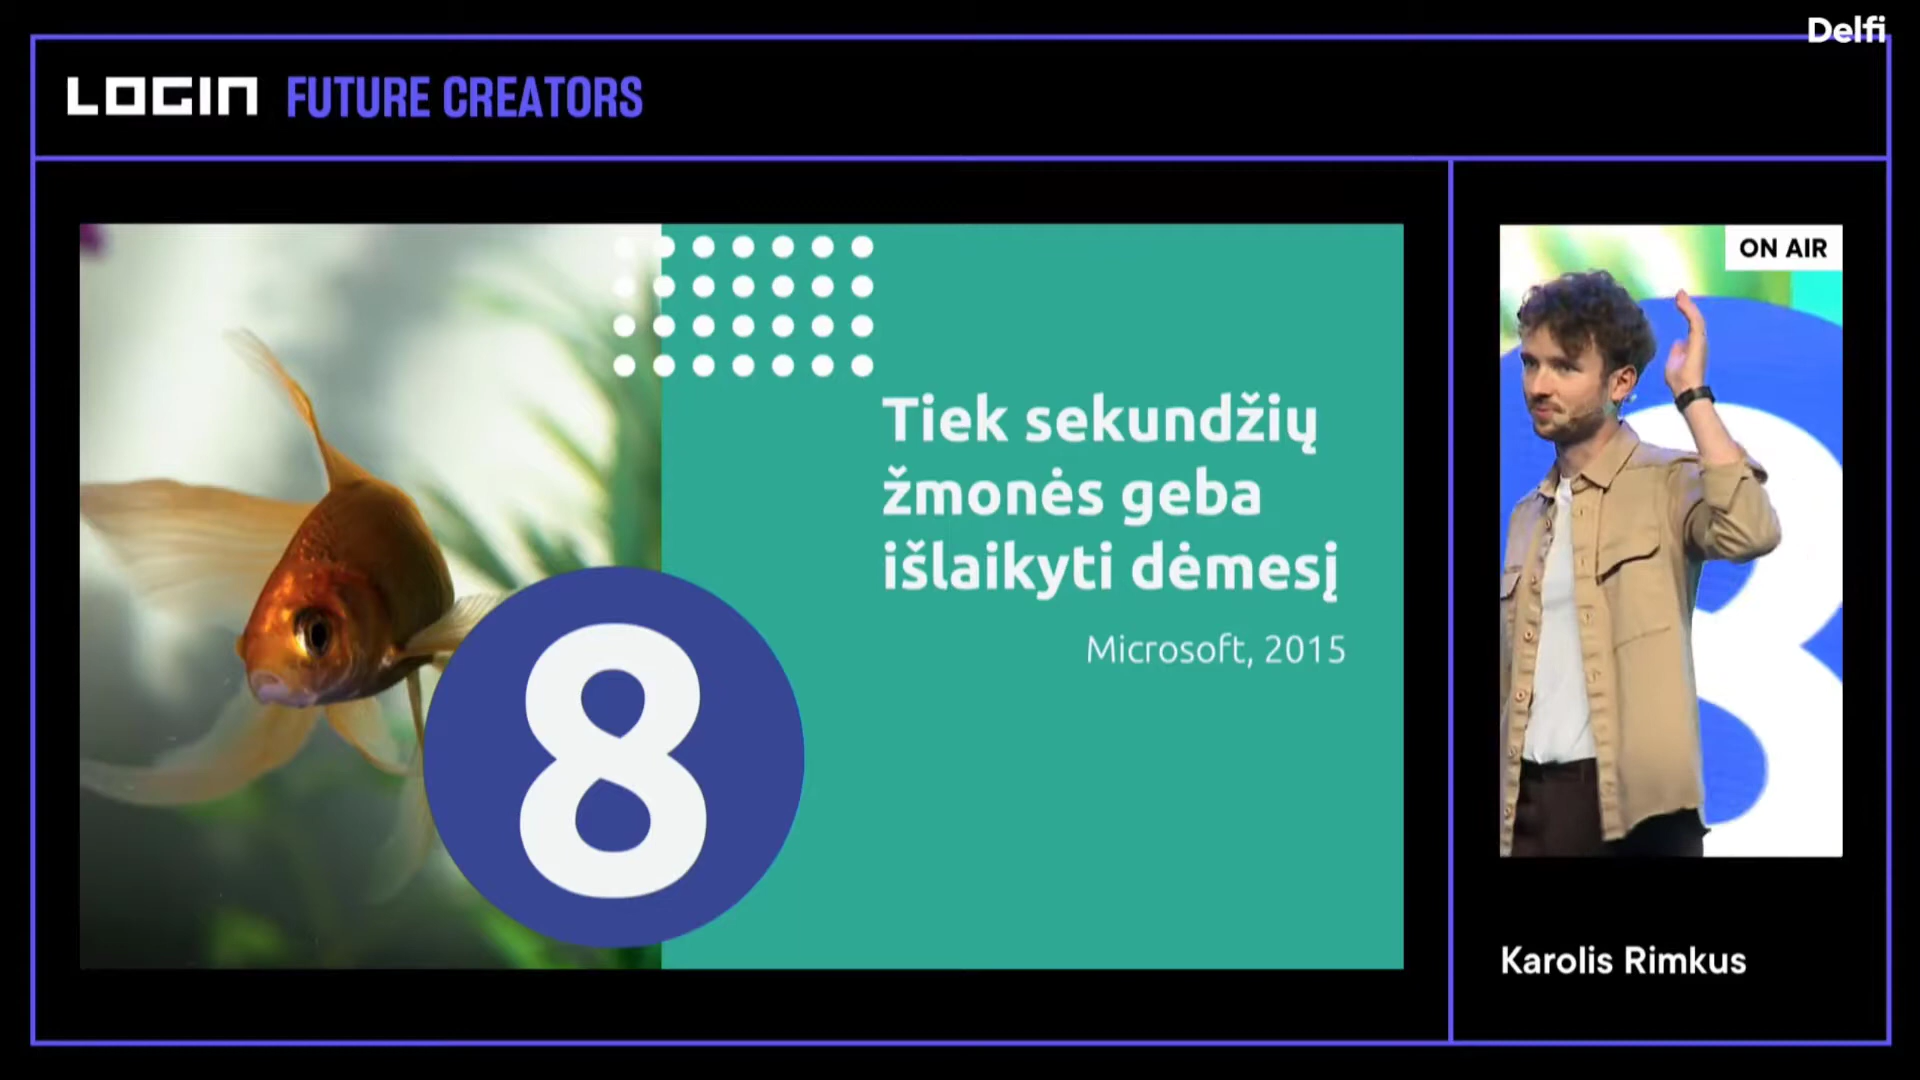 Delfi
LOGIN FUTURE CREATORS
ON AIR
Tiek sekundžių
žmonės geba
išlaikyti dėmesį
Microsoft, 2015
8
Karolis Rimkus